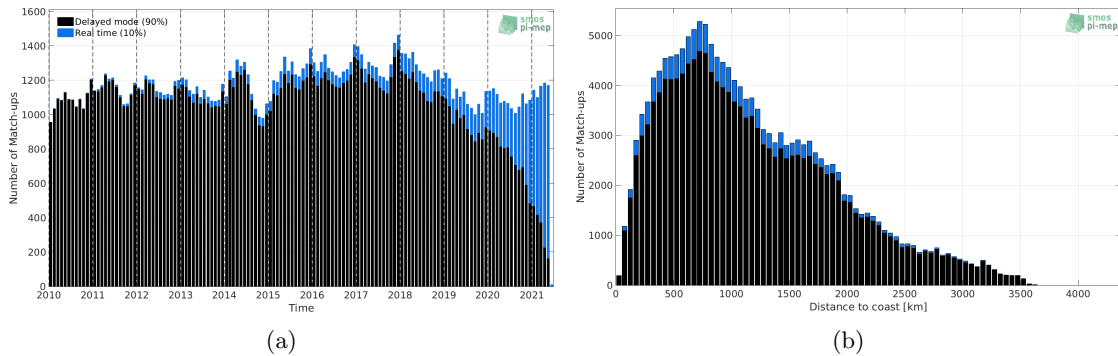 Delayed mode (90%)
Real time (10%)
smos
pi-mep
Number of Match-ups
1600
1400
1200
1000
800
600
400
200
0
2010 2011 2012 2013 2014 2015 2016 2017 2018 2019 2020 2021
Time
(a)
smos
pi-mep
Number of Match-ups
5000
4000
3000
2000
1000
0
0 500 1000 1500 2000 2500 3000 3500 4000
Distance to coast [km]
(b)